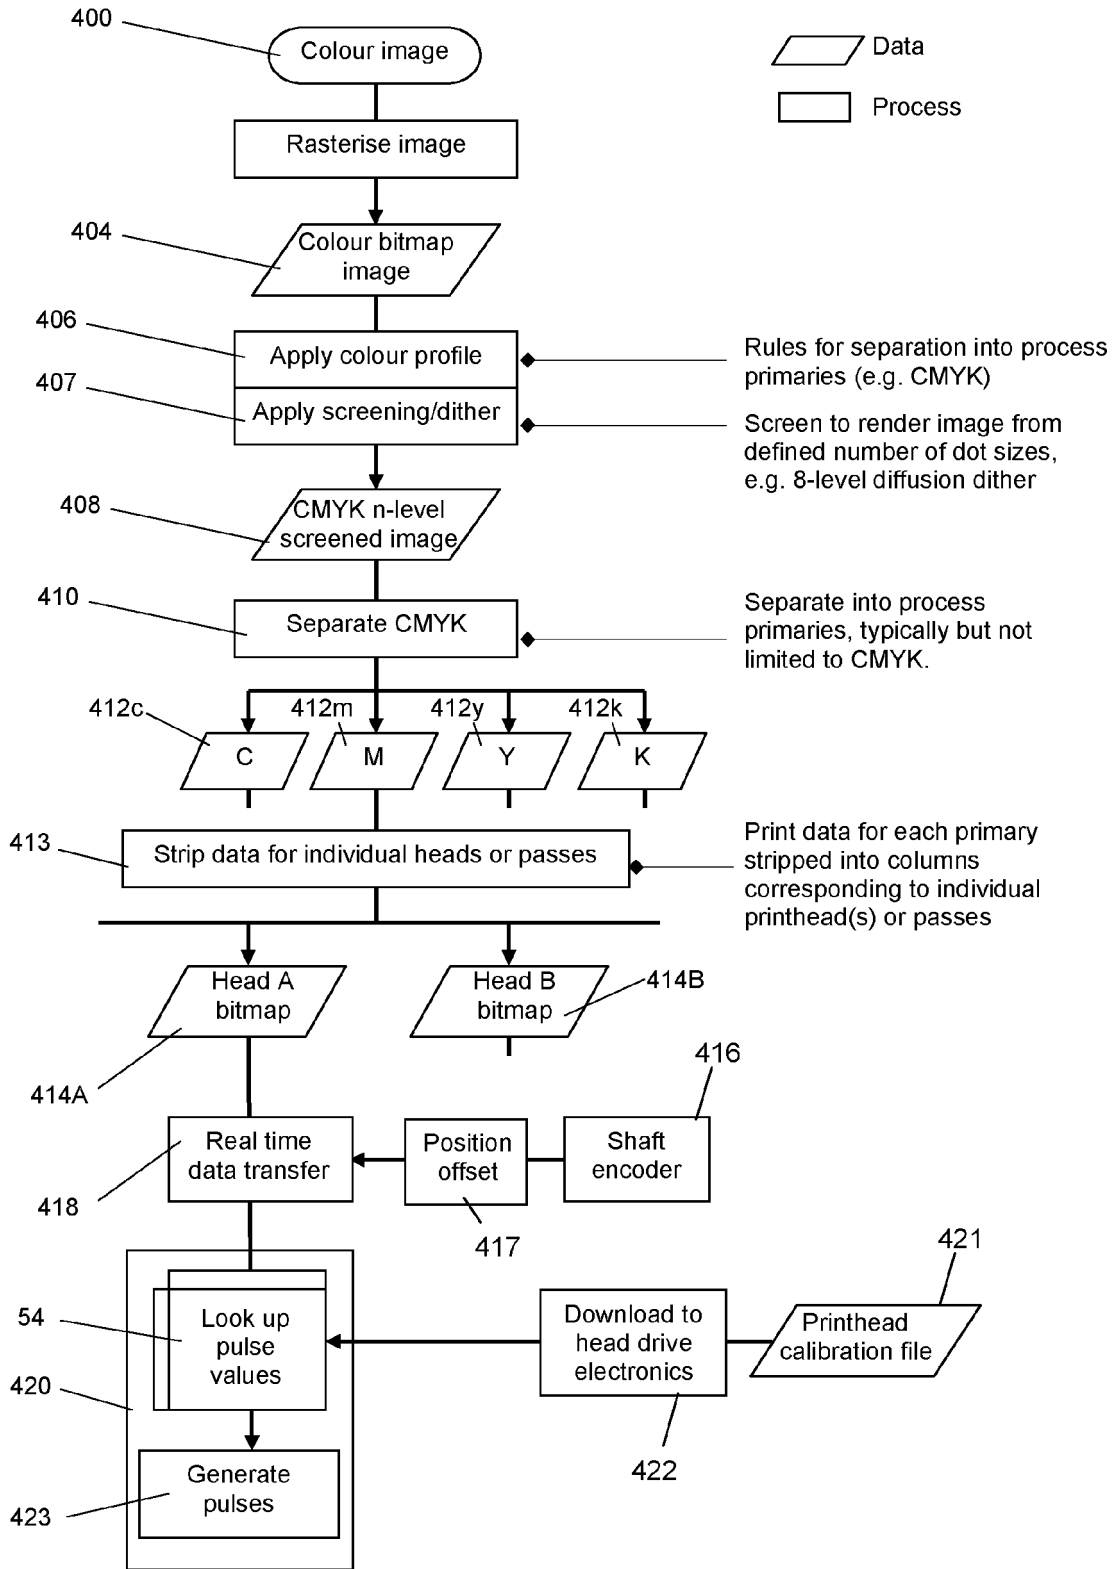 400
Colour image
Data
Process
Rasterise image
404
Colour bitmap
image
406
Apply colour profile
Rules for separation into process
primaries (e.g. CMYK)
407
Apply screening/dither
Screen to render image from
defined number of dot sizes,
e.g. 8-level diffusion dither
408
CMYK n-level
screened image
410
Separate CMYK
Separate into process
primaries, typically but not
limited to CMYK.
412c
412m
412y
412k
C
M
Y
K
413
Strip data for individual heads or passes
Print data for each primary
stripped into columns
corresponding to individual
printhead(s) or passes
Head A
bitmap
Head B
bitmap
414B
414A
416
Real time
data transfer
Position
offset
Shaft
encoder
418
417
421
54
Look up
pulse
values
Download to
head drive
electronics
Printhead
calibration file
420
422
Generate
pulses
423